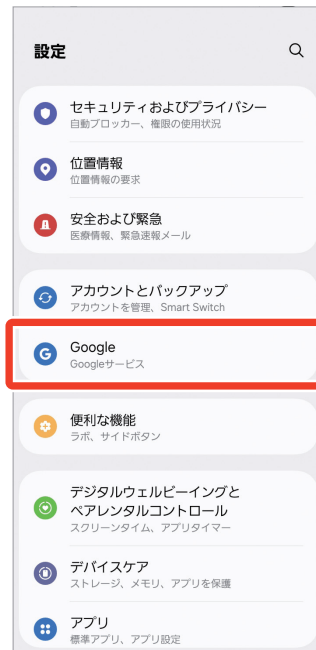 設定
セキュリティおよびプライバシー
自動ブロッカー、権限の使用状況
位置情報
位置情報の要求
安全および緊急
医療情報、緊急速報メール
アカウントとバックアップ
アカウントを管理、Smart Switch
G Google
Googleサービス
便利な機能
ラボ、サイドボタン
デジタルウェルビーイングと
ペアレンタルコントロール
スクリーンタイム、アプリタイマー
デバイスケア
ストレージ、メモリ、アプリを保護
アプリ
標準アプリ、アプリ設定